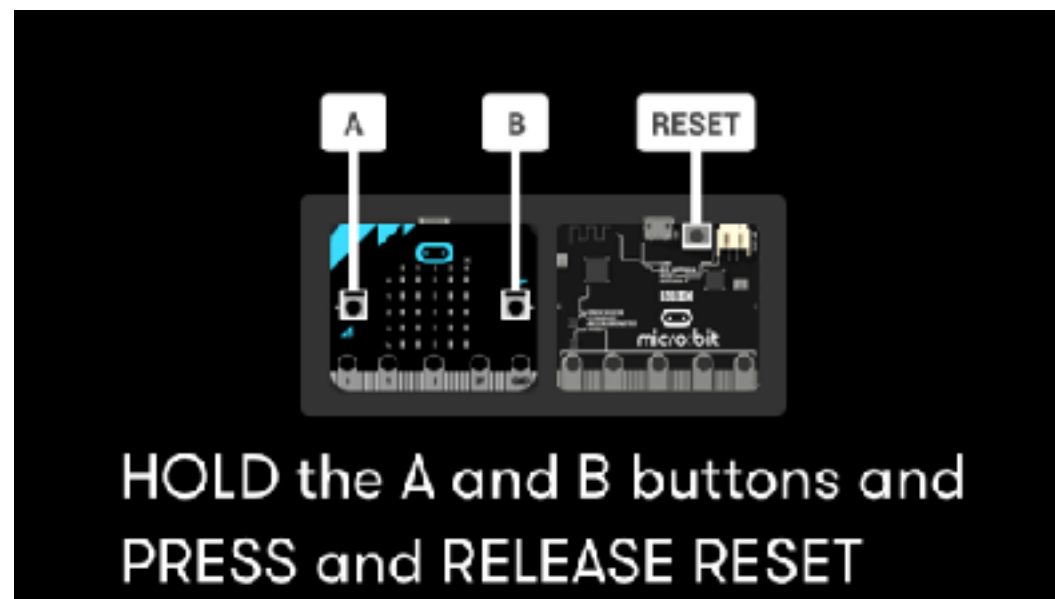 A
B
RESET
micro:bit
HOLD the A and B buttons and
PRESS and RELEASE RESET